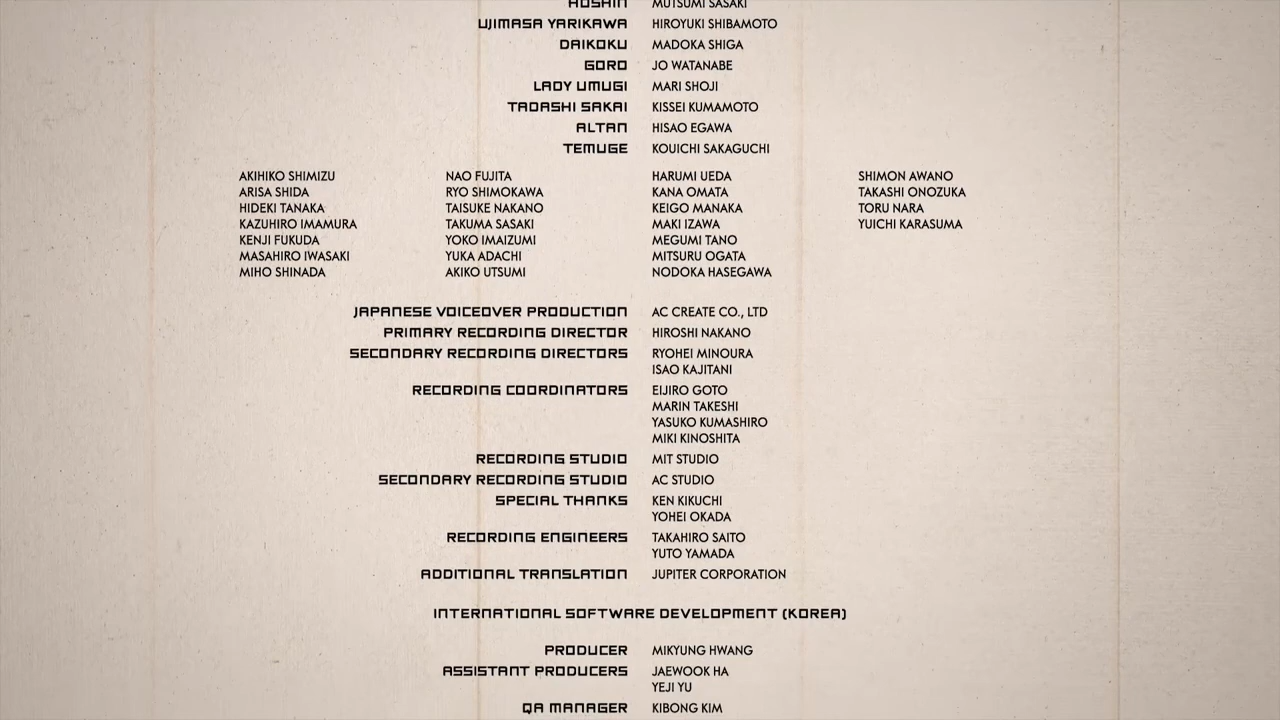 HOSHIN MUTSUMI SASAKI
UJIMASA YARIKAWA HIROYUKI SHIBAMOTO
DAIKOKU MADOKA SHIGA
GORO JO WATANABE
LADY UMUGI MARI SHOJI
TADASHI SAKAI KISSEI KUMAMOTO
ALTAN HISAO EGAWA
TEMUGE KOUICHI SAKAGUCHI
AKIHIKO SHIMIZU NAO FUJITA HARUMI UEDA SHIMON AWANO
ARISA SHIDA RYO SHIMOKAWA KANA OMATA TAKASHI ONOZUKA
HIDEKI TANAKA TAISUKE NAKANO KEIGO MANAKA TORU NARA
KAZUHIRO IMAMURA TAKUMA SASAKI MAKI IZAWA YUICHI KARASUMA
KENJI FUKUDA YOKO IMAIZUMI MEGUMI TANO
MASAHIRO IWASAKI YUKA ADACHI MITSURU OGATA
MIHO SHINADA AKIKO UTSUMI NODOKA HASEGAWA
JAPANESE VOICEOVER PRODUCTION AC CREATE CO., LTD
PRIMARY RECORDING DIRECTOR HIROSHI NAKANO
SECONDARY RECORDING DIRECTORS RYOHEI MINOURA
ISAO KAJITANI
RECORDING COORDINATORS EIJIRO GOTO
MARIN TAKESHI
YASUKO KUMASHIRO
MIKI KINOSHITA
RECORDING STUDIO MIT STUDIO
SECONDARY RECORDING STUDIO AC STUDIO
SPECIAL THANKS KEN KIKUCHI
YOHEI OKADA
RECORDING ENGINEERS TAKAHIRO SAITO
YUTO YAMADA
ADDITIONAL TRANSLATION JUPITER CORPORATION
INTERNATIONAL SOFTWARE DEVELOPMENT (KOREA)
PRODUCER MIKYUNG HWANG
ASSISTANT PRODUCERS JAEWOOK HA
YEJI YU
QA MANAGER KIBONG KIM